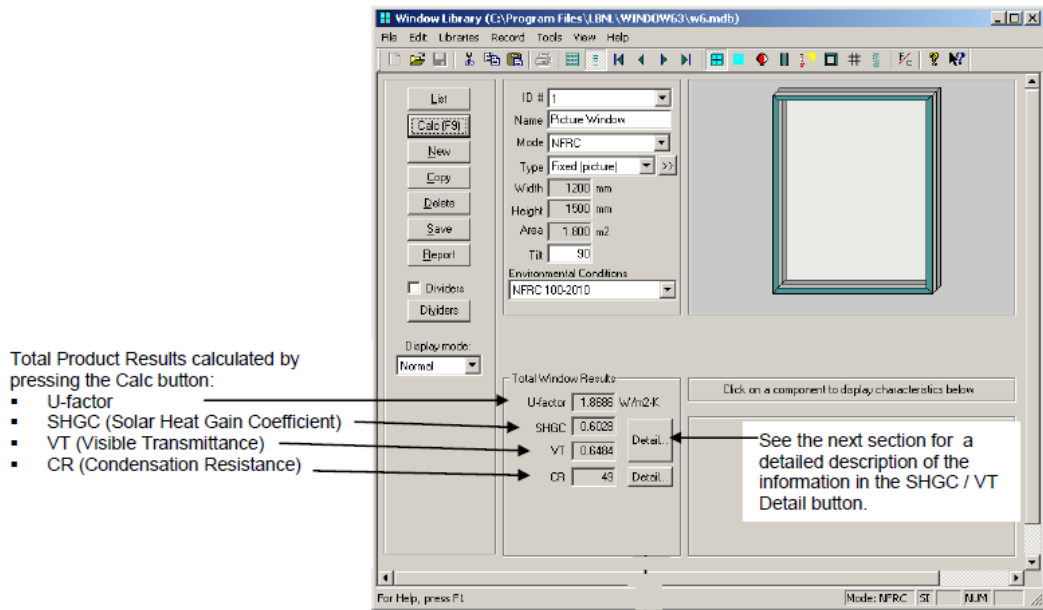 Window Library (C:\Program Files\LBNL\WINDOW63\w6.mdb)
File Edit Libraries Record Tools View Help
List
Calc (F9)
New
Copy
Delete
Save
Report
Dividers
Dividers
Display mode:
Normal
ID # 1
Name Picture Window
Mode NFRC
Type Fixed (picture) >>
Width 1200 mm
Height 1500 mm
Area 1.800 m2
Tilt 90
Environmental Conditions
NFRC 100-2010
Total Product Results calculated by
pressing the Calc button:
▪ U-factor
▪ SHGC (Solar Heat Gain Coefficient)
▪ VT (Visible Transmittance)
▪ CR (Condensation Resistance)
Total Window Results
U-factor 1.8686 W/m2-K
SHGC 0.6028
VT 0.6484
Detail...
CR 49 Detail...
Click on a component to display characteristics below
See the next section for a
detailed description of the
information in the SHGC / VT
Detail button.
For Help, press F1
Mode: NFRC SI NUM